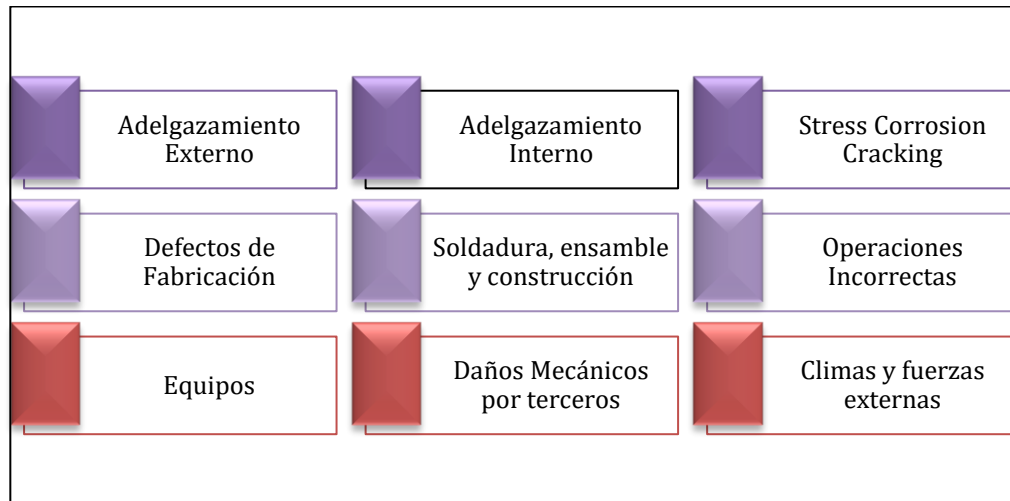 Adelgazamiento
Externo
Adelgazamiento
Interno
Stress Corrosion
Cracking
Defectos de
Fabricación
Soldadura, ensamble
y construcción
Operaciones
Incorrectas
Equipos
Daños Mecánicos
por terceros
Climas y fuerzas
externas